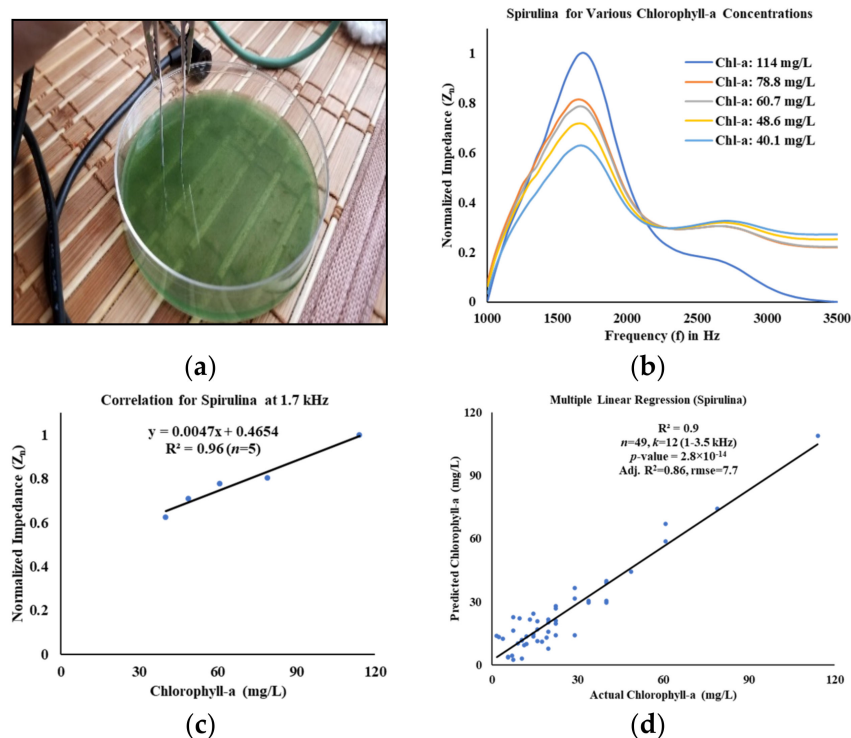 Spirulina for Various Chlorophyll-a Concentrations
Normalized Impedance (Zn)
1
0.8
0.6
0.4
0.2
0
1000 1500 2000 2500 3000 3500
Frequency (f) in Hz
Chl-a: 114 mg/L
Chl-a: 78.8 mg/L
Chl-a: 60.7 mg/L
Chl-a: 48.6 mg/L
Chl-a: 40.1 mg/L
(a)
(b)
Correlation for Spirulina at 1.7 kHz
y = 0.0047x + 0.4654
R² = 0.96 (n=5)
Normalized Impedance (Zn)
1
0.8
0.6
0.4
0.2
0
0 30 60 90 120
Chlorophyll-a (mg/L)
Multiple Linear Regression (Spirulina)
R² = 0.9
n=49, k=12 (1-3.5 kHz)
p-value = 2.8×10⁻¹⁴
Adj. R²=0.86, rmse=7.7
Predicted Chlorophyll-a (mg/L)
120
90
60
30
0
0 30 60 90 120
Actual Chlorophyll-a (mg/L)
(c)
(d)